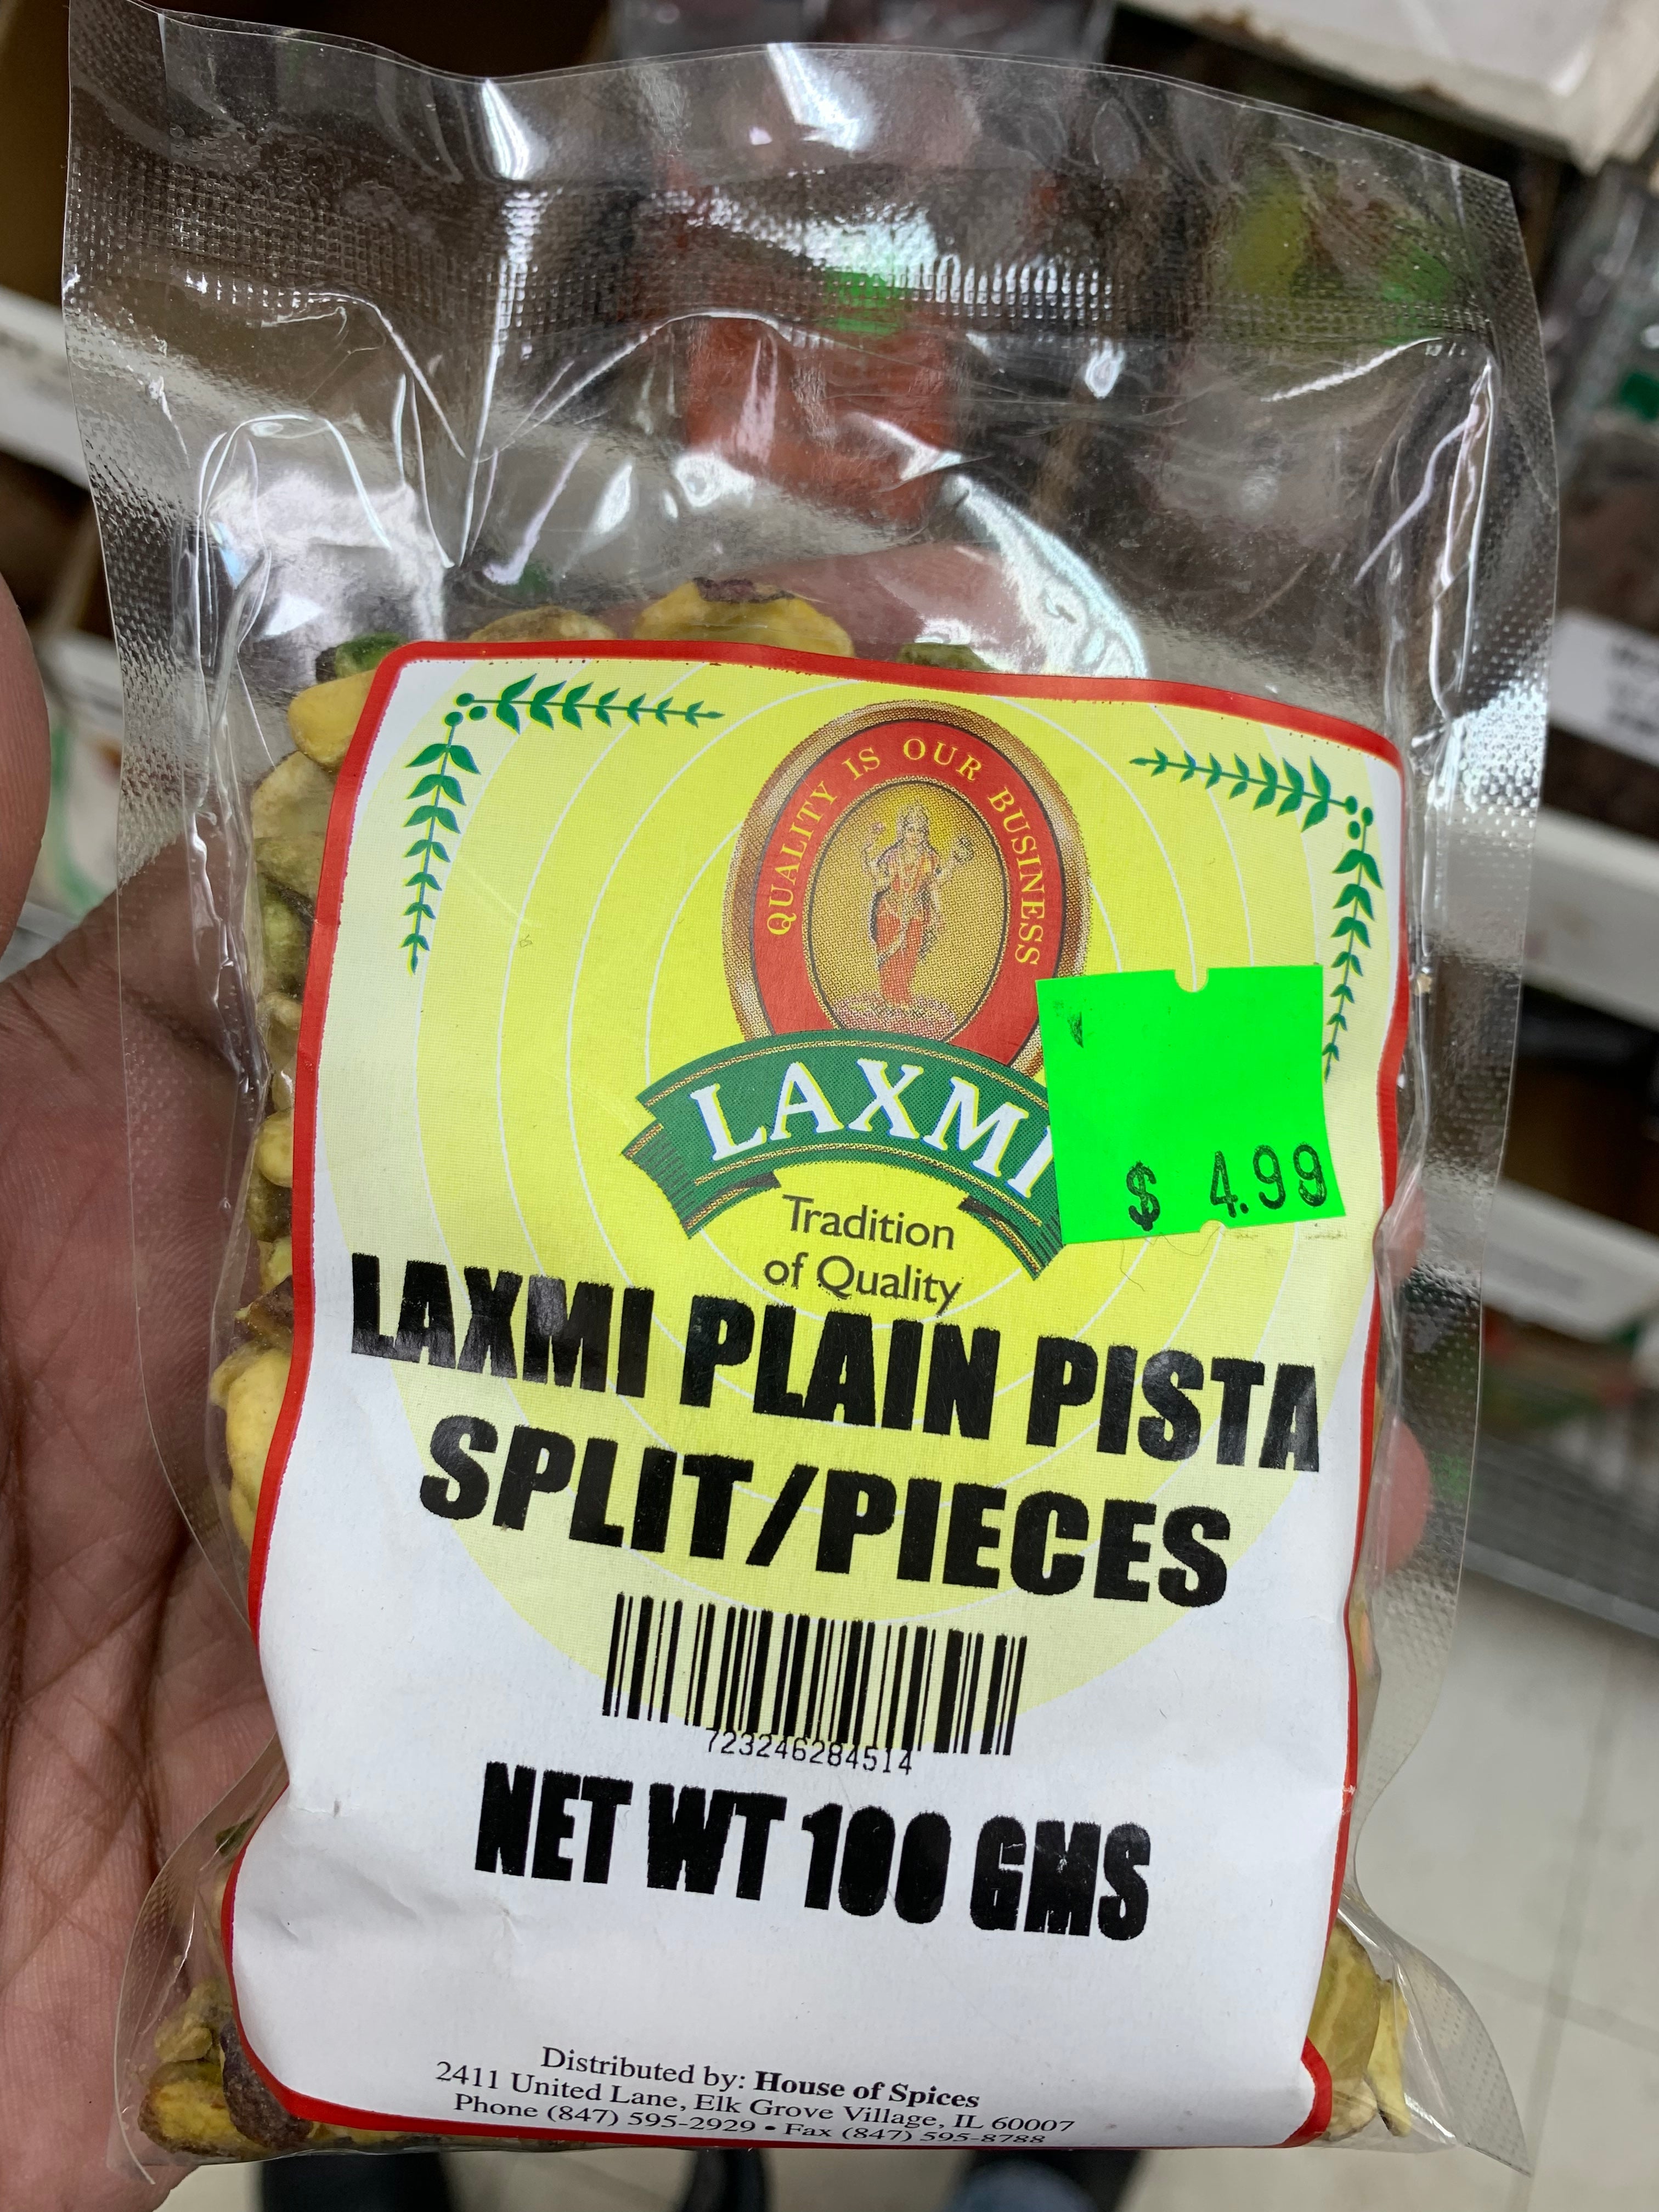 QUALITY IS OUR BUSINESS
LAXMI
$ 4.99
Tradition
of Quality
LAXMI PLAIN PISTA
SPLIT/PIECES
723246284514
NET WT 100 GMS
Distributed by: House of Spices
2411 United Lane, Elk Grove Village, IL 60007
Phone (847) 595-2929 • Fax (847) 595-8788